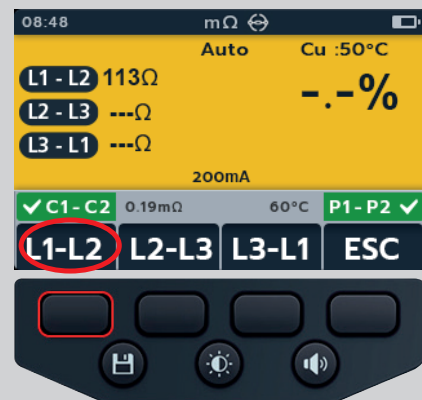 08:48 mΩ
Auto Cu :50°C
L1 - L2 113Ω
-.-%
L2 - L3 ---Ω
L3 - L1 ---Ω
200mA
✓ C1- C2 0.19mΩ 60°C P1- P2 ✓
L1-L2 L2-L3 L3-L1 ESC